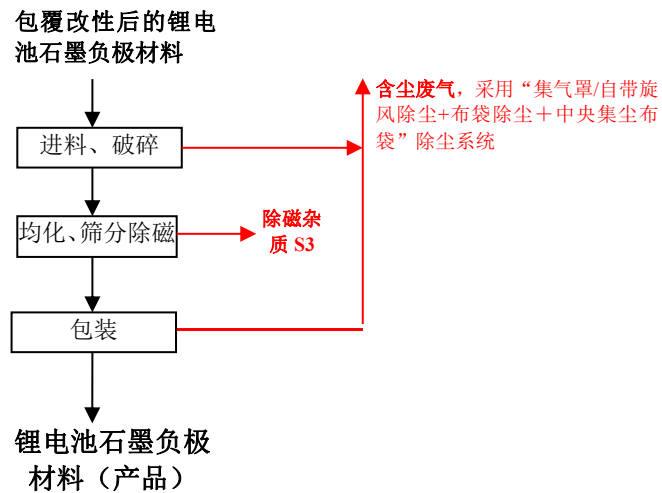 包覆改性后的锂电
池石墨负极材料
含尘废气，采用“集气罩/自带旋
风除尘+布袋除尘＋中央集尘布
袋”除尘系统
进料、破碎
均化、筛分除磁
除磁杂
质 S3
包装
锂电池石墨负极
材料（产品）